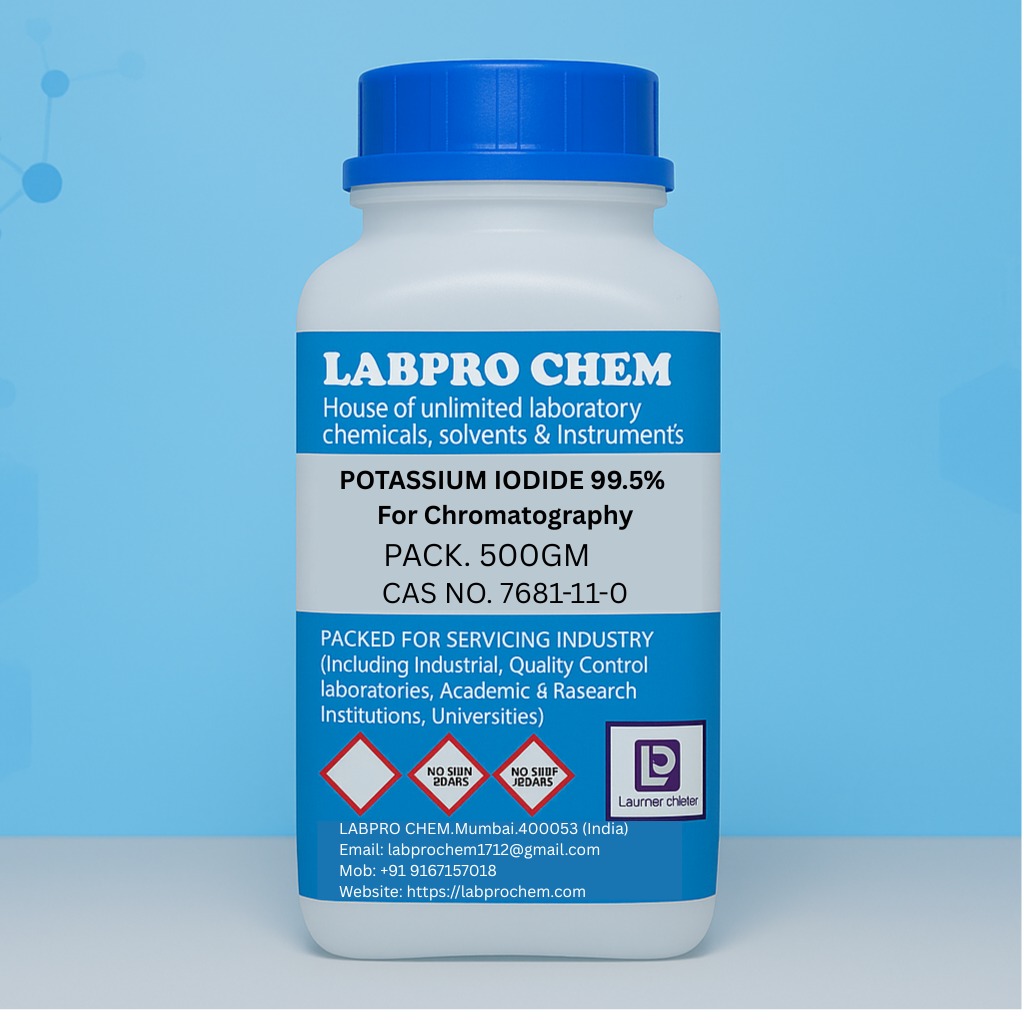 LABPRO CHEM
House of unlimited laboratory
chemicals, solvents & Instrument's
POTASSIUM IODIDE 99.5%
For Chromatography
PACK. 500GM
CAS NO. 7681-11-0
PACKED FOR SERVICING INDUSTRY
(Including Industrial, Quality Control
laboratories, Academic & Rasearch
Institutions, Universities)
NO
NO
Laurner chleter
LABPRO CHEM.Mumbai.400053 (India)
Email: labprochem1712@gmail.com
Mob: +91 9167157018
Website: https://labprochem.com